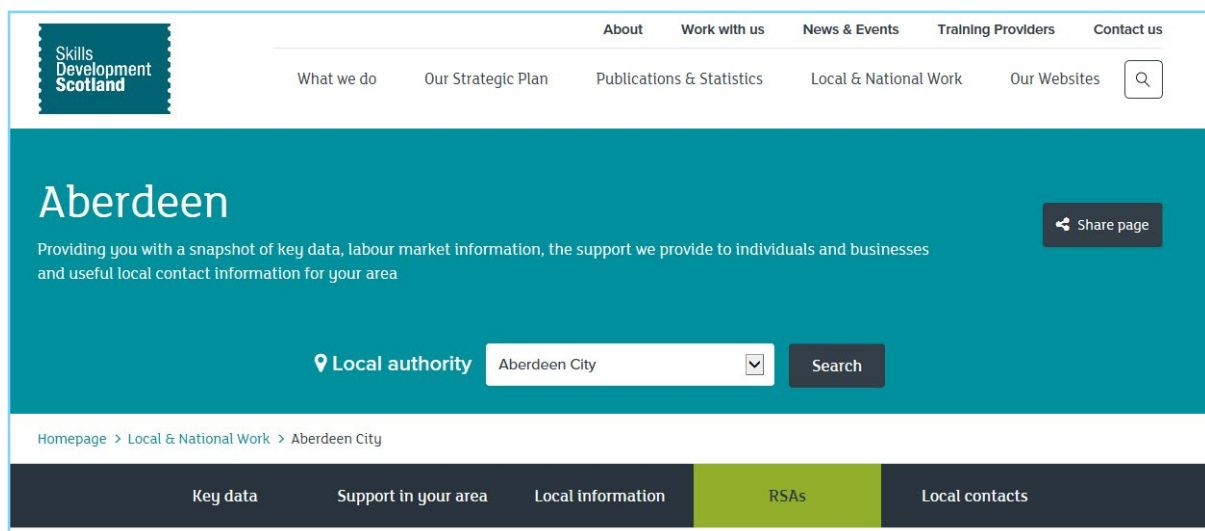 Skills
Development
Scotland
About Work with us News & Events Training Providers Contact us
What we do Our Strategic Plan Publications & Statistics Local & National Work Our Websites
Aberdeen
Share page
Providing you with a snapshot of key data, labour market information, the support we provide to individuals and businesses
and useful local contact information for your area
Local authority Aberdeen City Search
Homepage > Local & National Work > Aberdeen City
Key data Support in your area Local information RSAs Local contacts